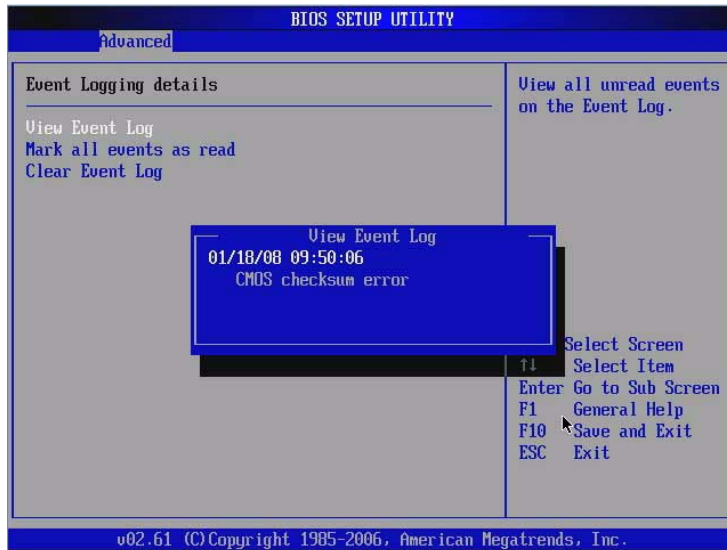 BIOS SETUP UTILITY
Advanced
Event Logging details
View Event Log
Mark all events as read
Clear Event Log
View all unread events
on the Event Log.
View Event Log
01/18/08 09:50:06
CMOS checksum error
Select Screen
↑↓ Select Item
Enter Go to Sub Screen
F1 General Help
F10 Save and Exit
ESC Exit
v02.61 (C)Copyright 1985-2006, American Megatrends, Inc.